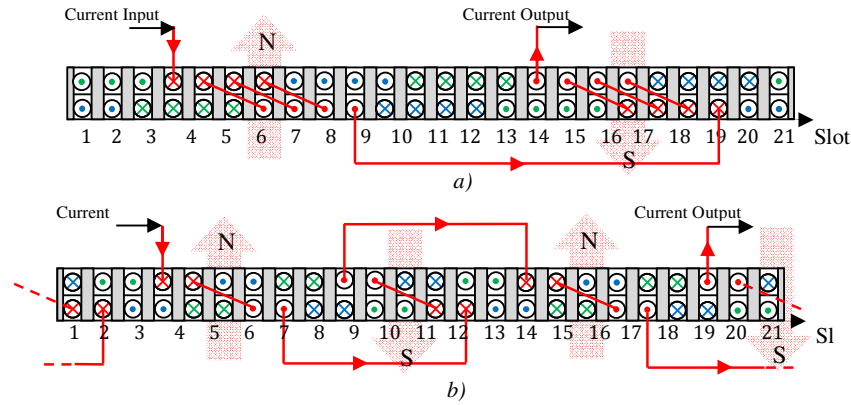 Current Input
Current Output
N
1 2 3 4 5 6 7 8 9 10 11 12 13 14 15 16 17 18 19 20 21 Slot
S
a)
Current
Current Output
N
N
1 2 3 4 5 6 7 8 9 10 11 12 13 14 15 16 17 18 19 20 21 Sl
S
S
b)